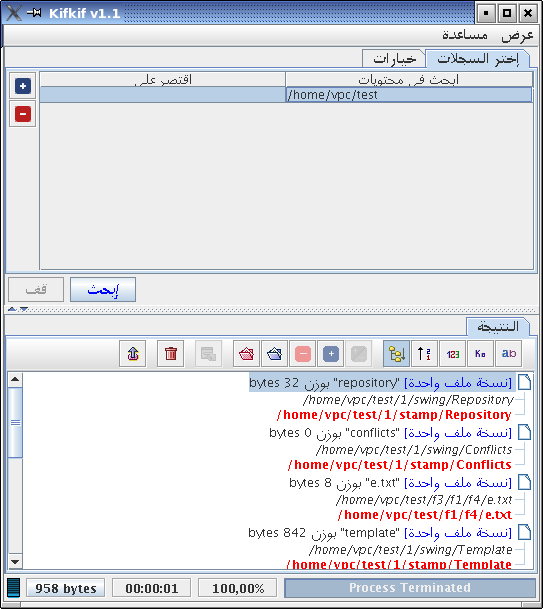 Kifkif v1.1
عرض مساعدة
إختر السجلات خيارات
ابحث في محتويات اقتصر على
/home/vpc/test
إبحث قف
النتيجة
[نسخة ملف واحدة] "repository" بوزن 32 bytes
/home/vpc/test/1/swing/Repository
/home/vpc/test/1/stamp/Repository
[نسخة ملف واحدة] "conflicts" بوزن 0 bytes
/home/vpc/test/1/swing/Conflicts
/home/vpc/test/1/stamp/Conflicts
[نسخة ملف واحدة] "e.txt" بوزن 8 bytes
/home/vpc/test/f3/f1/f4/e.txt
/home/vpc/test/f1/f4/e.txt
[نسخة ملف واحدة] "template" بوزن 842 bytes
/home/vpc/test/1/swing/Template
/home/vpc/test/1/stamp/Template
958 bytes 00:00:01 100,00% Process Terminated